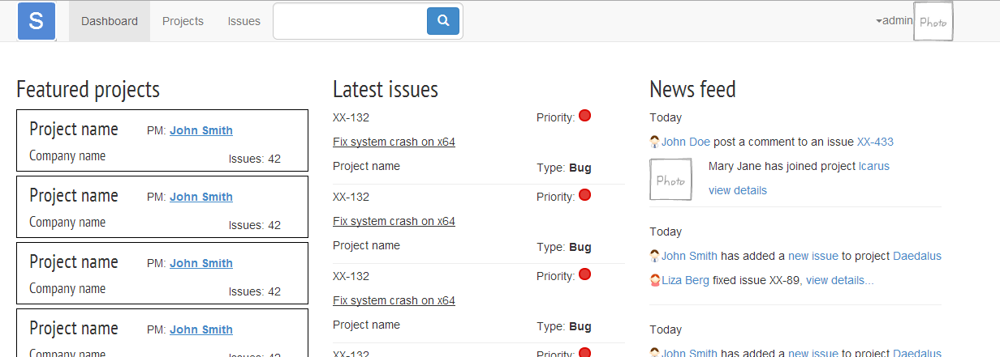 S
Dashboard Projects Issues admin Photo
Featured projects
Project name PM: John Smith
Company name Issues: 42
Project name PM: John Smith
Company name Issues: 42
Project name PM: John Smith
Company name Issues: 42
Project name PM: John Smith
Company name Issues: 42
Latest issues
XX-132 Priority:
Fix system crash on x64
Project name Type: Bug
XX-132 Priority:
Fix system crash on x64
Project name Type: Bug
XX-132 Priority:
Fix system crash on x64
Project name Type: Bug
XX-132 Priority:
News feed
Today
John Doe post a comment to an issue XX-433
Photo
Mary Jane has joined project Icarus
view details
Today
John Smith has added a new issue to project Daedalus
Liza Berg fixed issue XX-89, view details...
Today
John Smith has added a new issue to project Daedalus